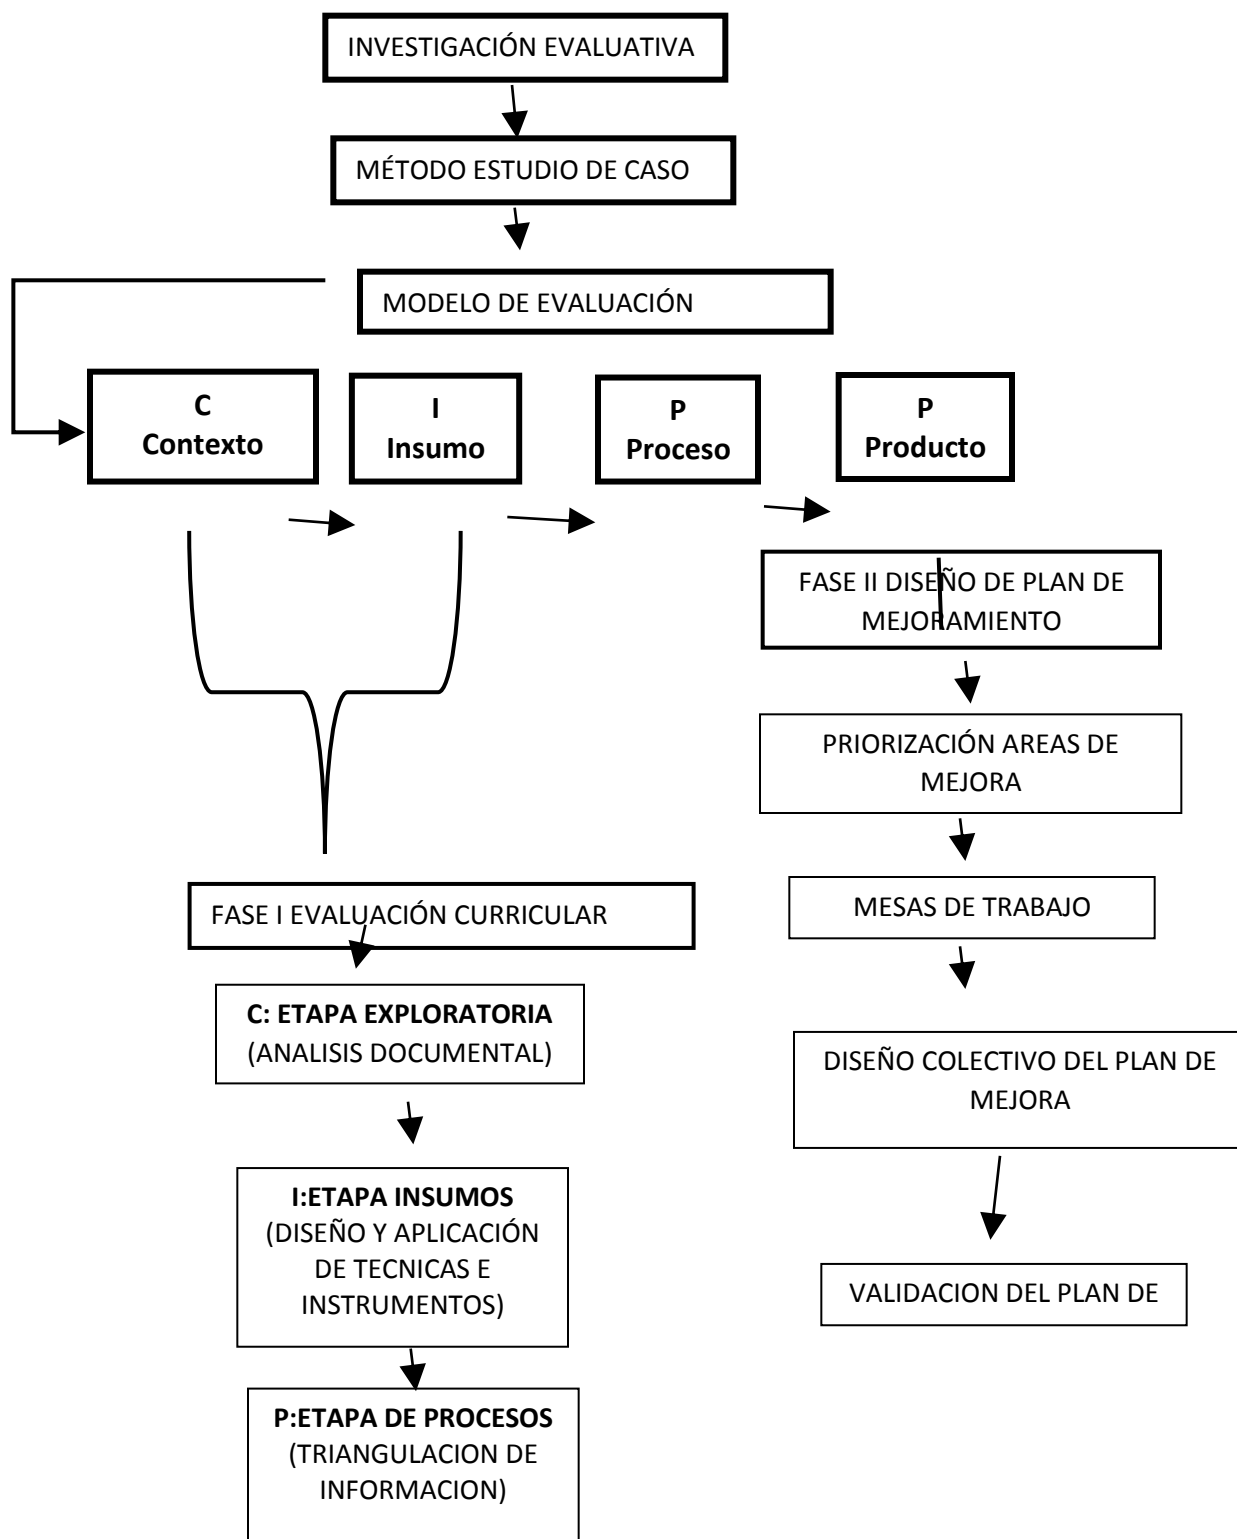 INVESTIGACIÓN EVALUATIVA
MÉTODO ESTUDIO DE CASO
MODELO DE EVALUACIÓN
C
Contexto
I
Insumo
P
Proceso
P
Producto
FASE I EVALUACIÓN CURRICULAR
C: ETAPA EXPLORATORIA
(ANALISIS DOCUMENTAL)
I:ETAPA INSUMOS
(DISEÑO Y APLICACIÓN
DE TECNICAS E
INSTRUMENTOS)
P:ETAPA DE PROCESOS
(TRIANGULACION DE
INFORMACION)
FASE II DISEÑO DE PLAN DE
MEJORAMIENTO
PRIORIZACIÓN AREAS DE
MEJORA
MESAS DE TRABAJO
DISEÑO COLECTIVO DEL PLAN DE
MEJORA
VALIDACION DEL PLAN DE